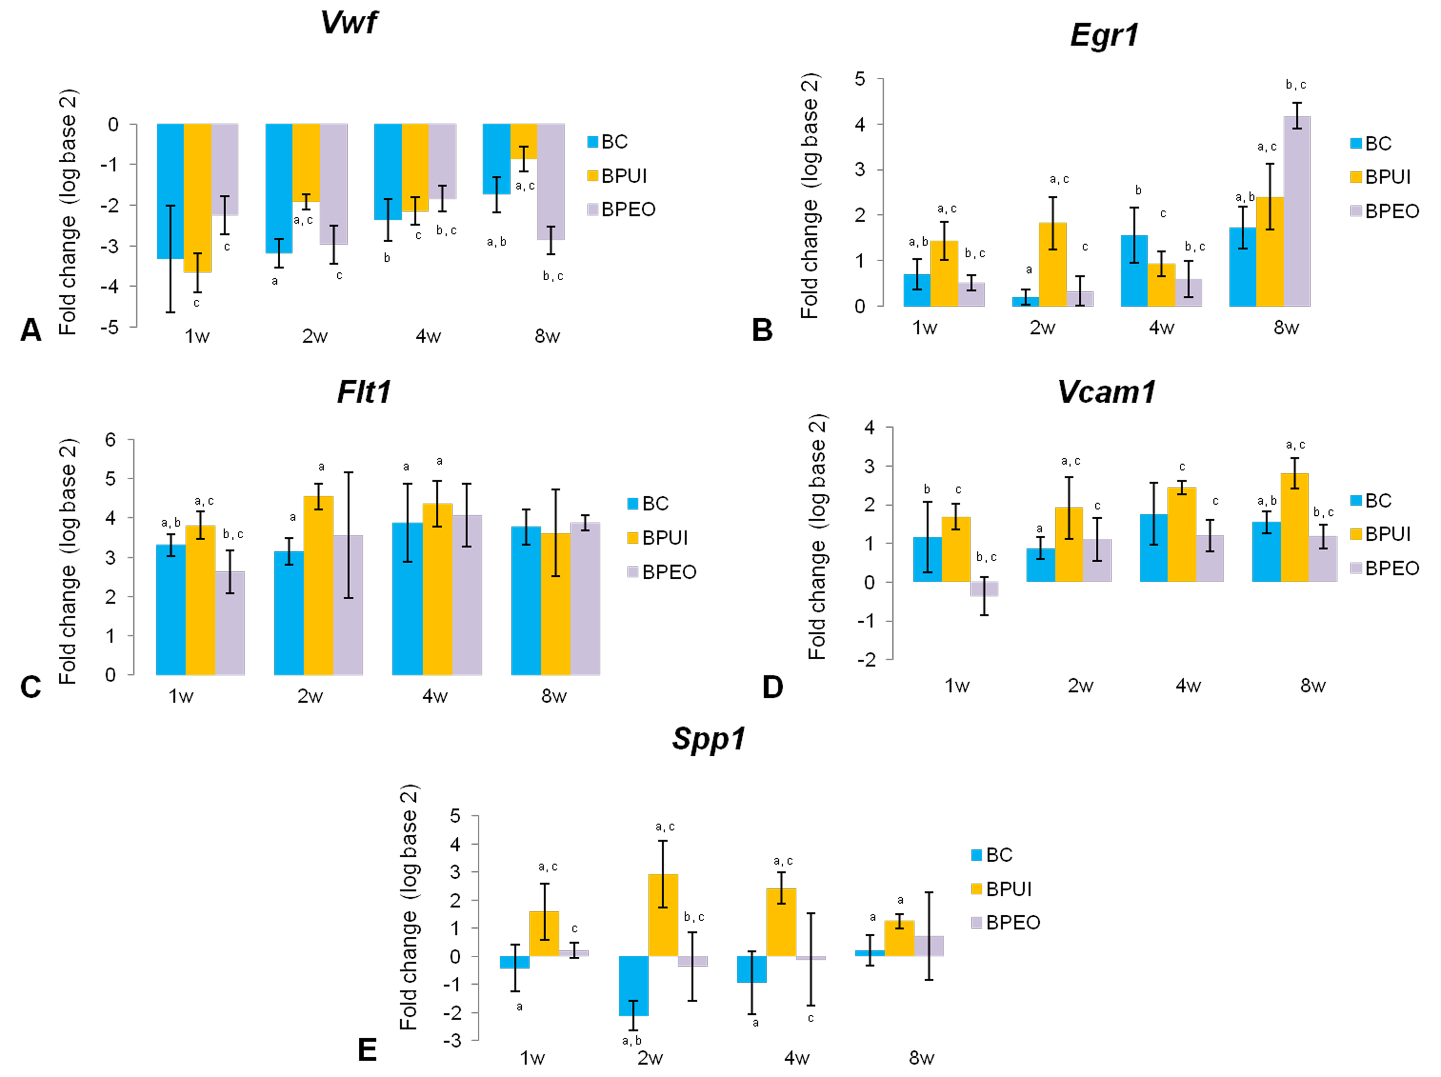 Vwf
Fold change (log base 2)
0
-1
-2
-3
-4
-5
c
a
a, c
c
b
c
b, c
a, b
a, c
b, c
1w 2w 4w 8w
BC
BPUI
BPEO
A
Egr1
Fold change (log base 2)
5
4
3
2
1
0
a, b
a, c
b, c
a
a, c
c
b
c
b, c
a, b
a, c
b, c
1w 2w 4w 8w
BC
BPUI
BPEO
B
Flt1
Fold change (log base 2)
6
5
4
3
2
1
0
a, b
a, c
b, c
a
a
a
a
1w 2w 4w 8w
BC
BPUI
BPEO
C
Vcam1
Fold change (log base 2)
4
3
2
1
0
-1
-2
b
c
b, c
a
a, c
c
c
c
a, b
a, c
b, c
1w 2w 4w 8w
BC
BPUI
BPEO
D
Spp1
Fold change (log base 2)
5
4
3
2
1
0
-1
-2
-3
a
a, c
c
a, b
a, c
b, c
a
a, c
c
a
a
1w 2w 4w 8w
BC
BPUI
BPEO
E